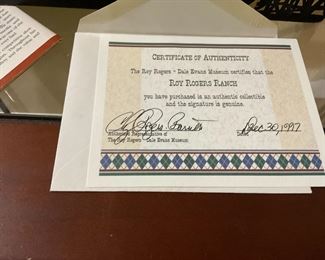 CERTIFICATE OF AUTHENTICITY
The Roy Rogers - Dale Evans Museum certifies that the
ROY ROGERS RANCH
you have purchased is an authentic collectible
and the signature is genuine.
Dec 30, 1997
Authorized Representative of
Date
The Roy Rogers - Dale Evans Museum